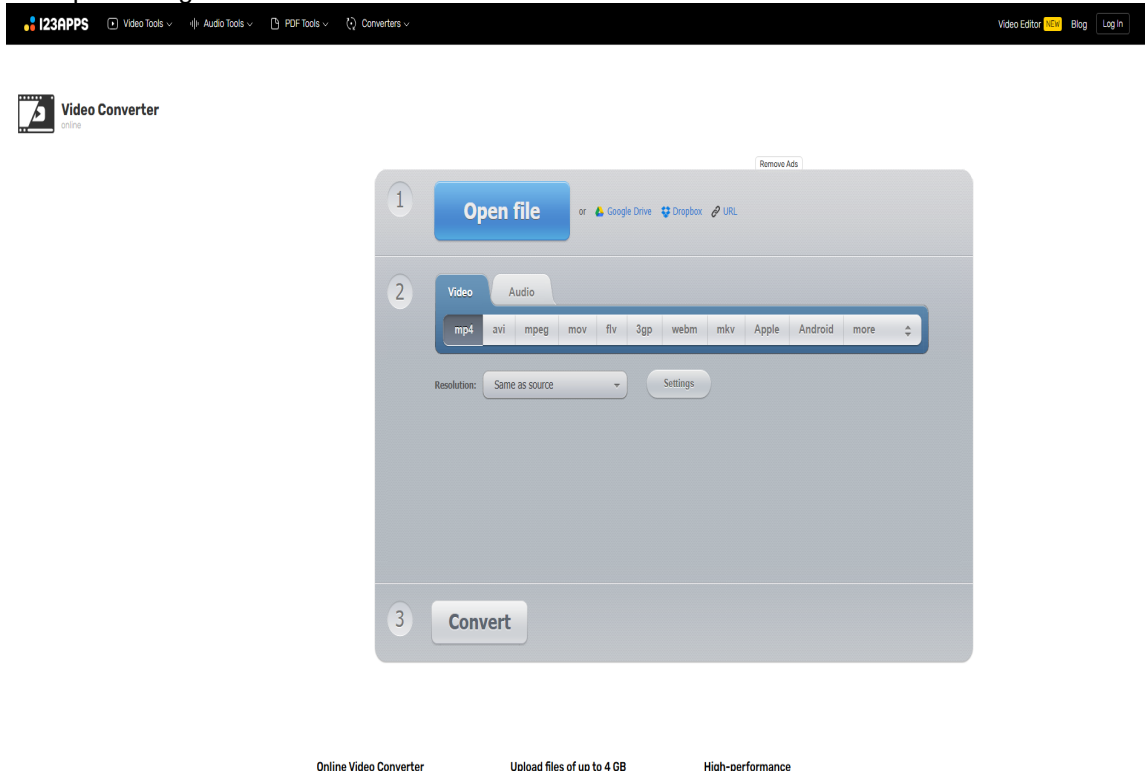 123APPS Video Tools Audio Tools PDF Tools Converters Video Editor NEW Blog Log In
Video Converter
online
Remove Ads
1 Open file or Google Drive Dropbox URL
2 Video Audio
mp4 avi mpeg mov flv 3gp webm mkv Apple Android more
Resolution: Same as source Settings
3 Convert
Online Video Converter Upload files of up to 4 GB High-performance